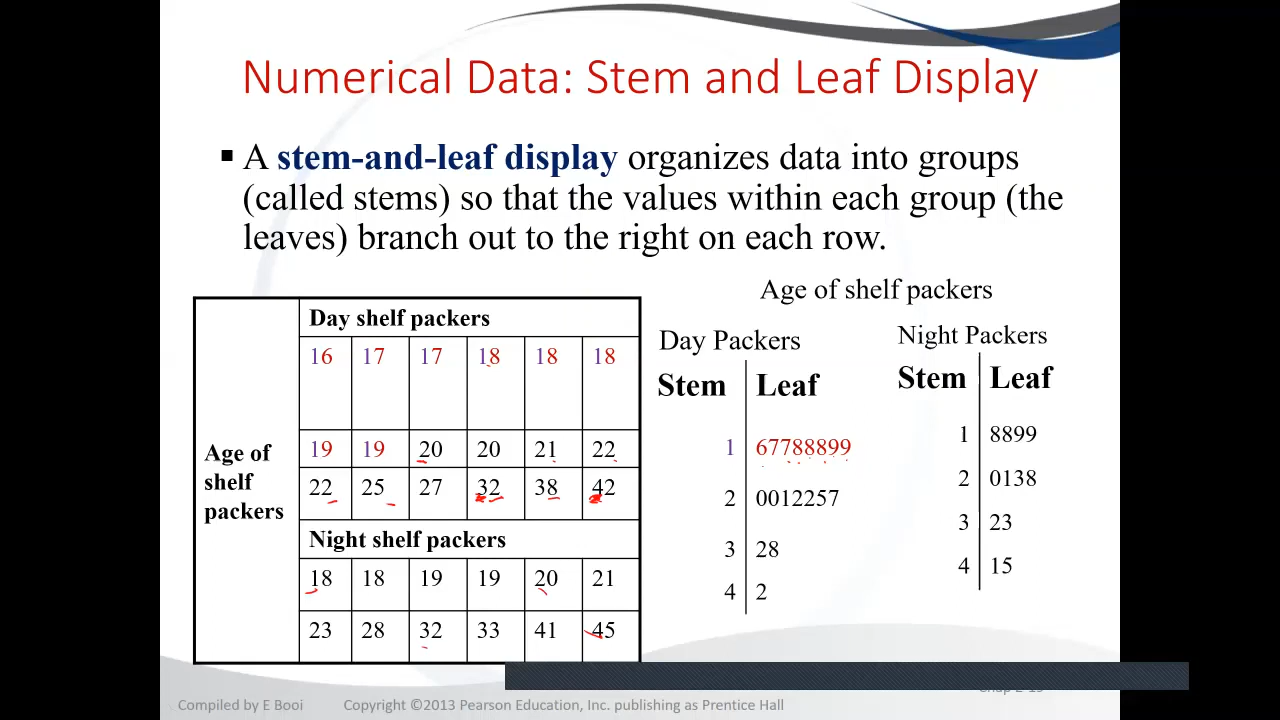 Numerical Data: Stem and Leaf Display
▪ A stem-and-leaf display organizes data into groups
(called stems) so that the values within each group (the
leaves) branch out to the right on each row.
Age of shelf packers
Day shelf packers
16 17 17 18 18 18
19 19 20 20 21 22
22 25 27 32 38 42
Night shelf packers
18 18 19 19 20 21
23 28 32 33 41 45
Age of
shelf
packers
Day Packers
Stem Leaf
1 67788899
2 0012257
3 28
4 2
Night Packers
Stem Leaf
1 8899
2 0138
3 23
4 15
Compiled by E Booi
Copyright ©2013 Pearson Education, Inc. publishing as Prentice Hall